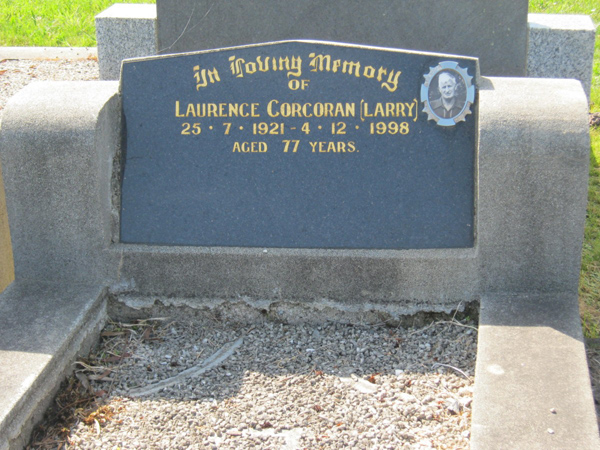 In Loving Memory
OF
LAURENCE CORCORAN (LARRY)
25 · 7 · 1921 - 4 · 12 · 1998
AGED 77 YEARS.